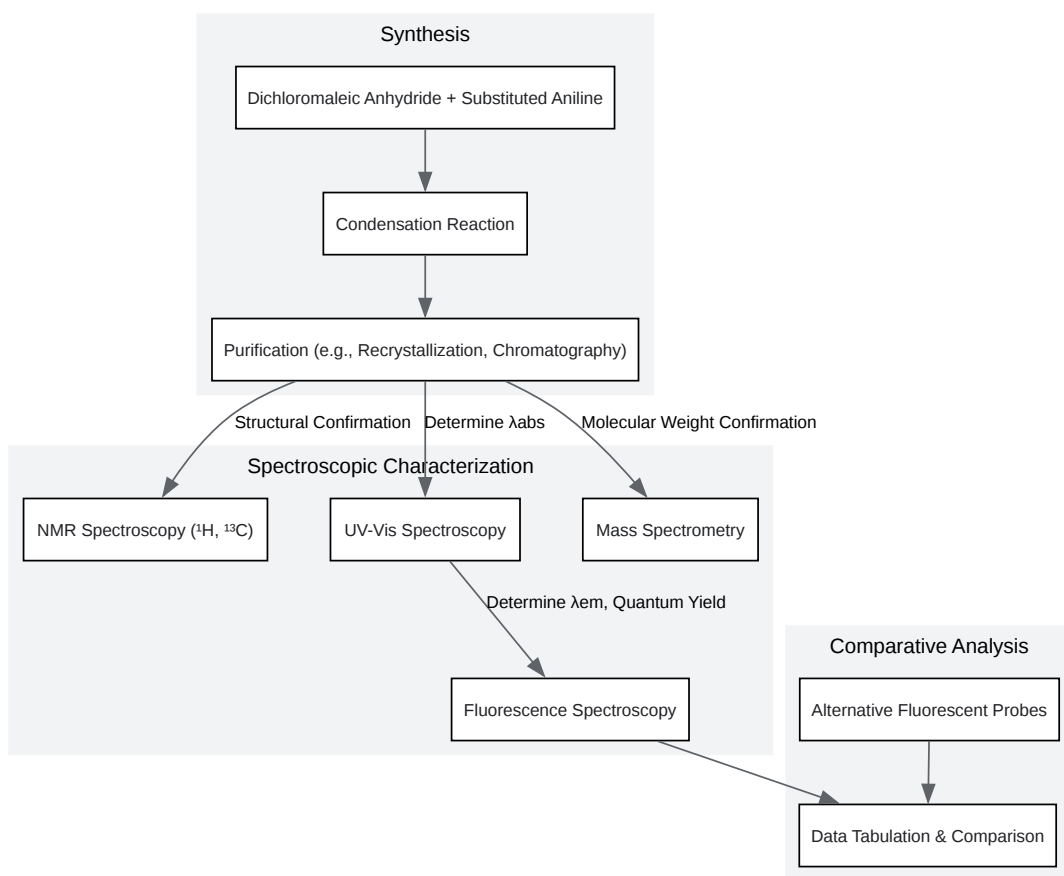 Synthesis
Dichloromaleic Anhydride + Substituted Aniline
Condensation Reaction
Purification (e.g., Recrystallization, Chromatography)
Structural Confirmation
Determine λabs
Molecular Weight Confirmation
Spectroscopic Characterization
NMR Spectroscopy (¹H, ¹³C)
UV-Vis Spectroscopy
Mass Spectrometry
Determine λem, Quantum Yield
Fluorescence Spectroscopy
Comparative Analysis
Alternative Fluorescent Probes
Data Tabulation & Comparison